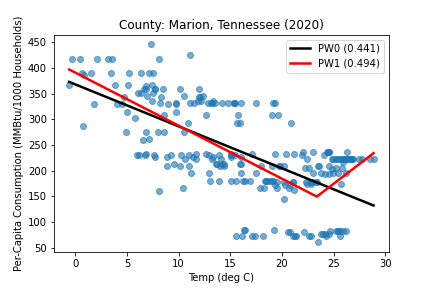 County: Marion, Tennessee (2020)
PW0 (0.441)
PW1 (0.494)
Per-Capita Consumption (MMBtu/1000 Households)
450
400
350
300
250
200
150
100
50
0 5 10 15 20 25 30
Temp (deg C)